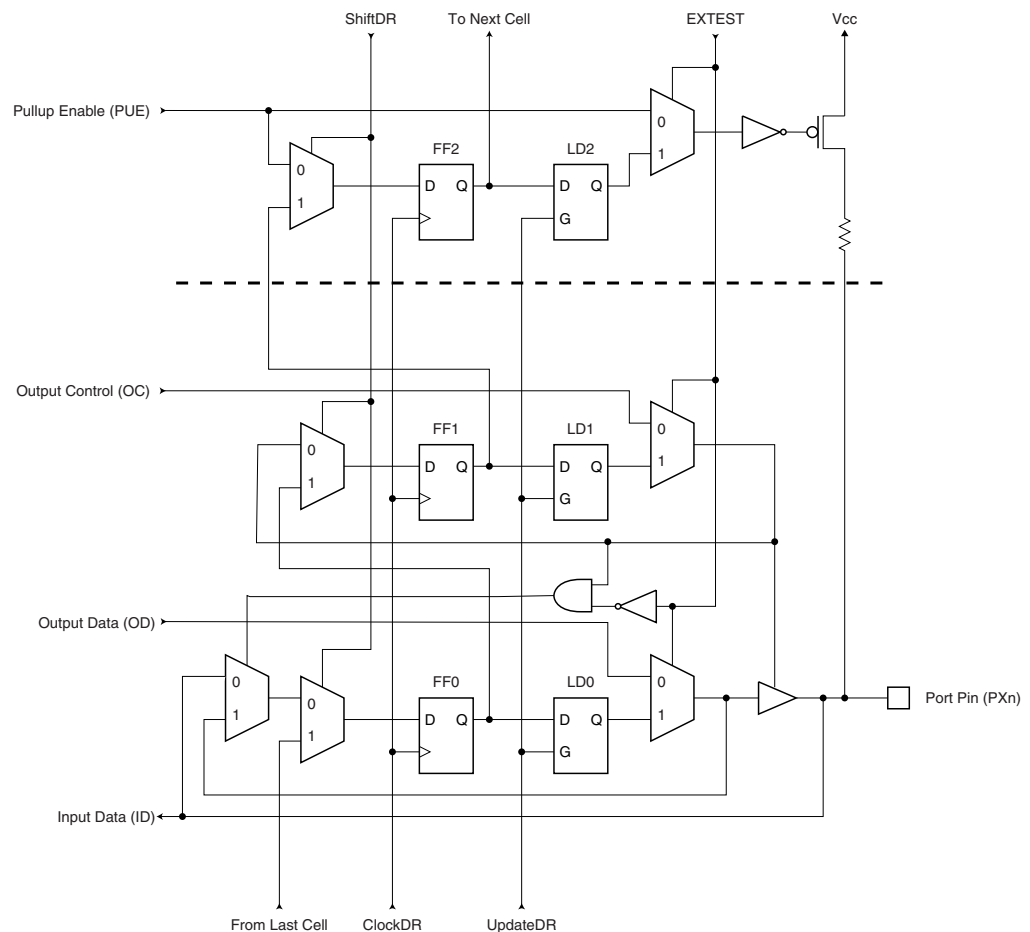 ShiftDR To Next Cell EXTEST Vcc
Pullup Enable (PUE)
0
1
FF2 LD2
0
1
D Q D Q
G
Output Control (OC)
0
1
FF1 LD1
0
1
D Q D Q
G
Output Data (OD)
0
1
0
1
FF0 LD0
0
1
D Q D Q
G
Port Pin (PXn)
Input Data (ID)
From Last Cell ClockDR UpdateDR